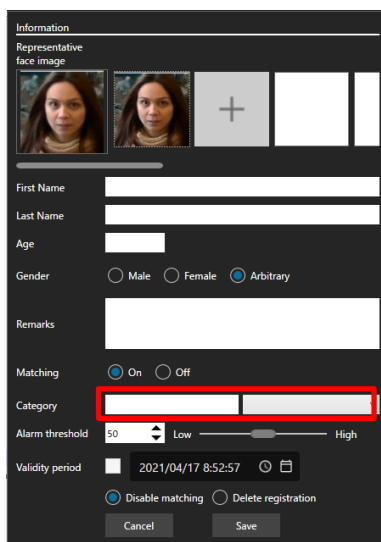 Information
Representative
face image
First Name
Last Name
Age
Gender Male Female Arbitrary
Remarks
Matching On Off
Category
Alarm threshold 50 Low High
Validity period 2021/04/17 8:52:57
Disable matching Delete registration
Cancel Save